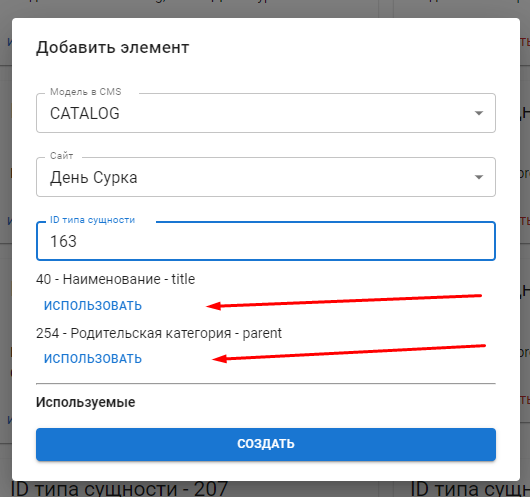 Добавить элемент
Модель в CMS
CATALOG
Сайт
День Сурка
ID типа сущности
163
40 - Наименование - title
ИСПОЛЬЗОВАТЬ
254 - Родительская категория - parent
ИСПОЛЬЗОВАТЬ
Используемые
СОЗДАТЬ
ID типа сущности - 207
ID типа сущн